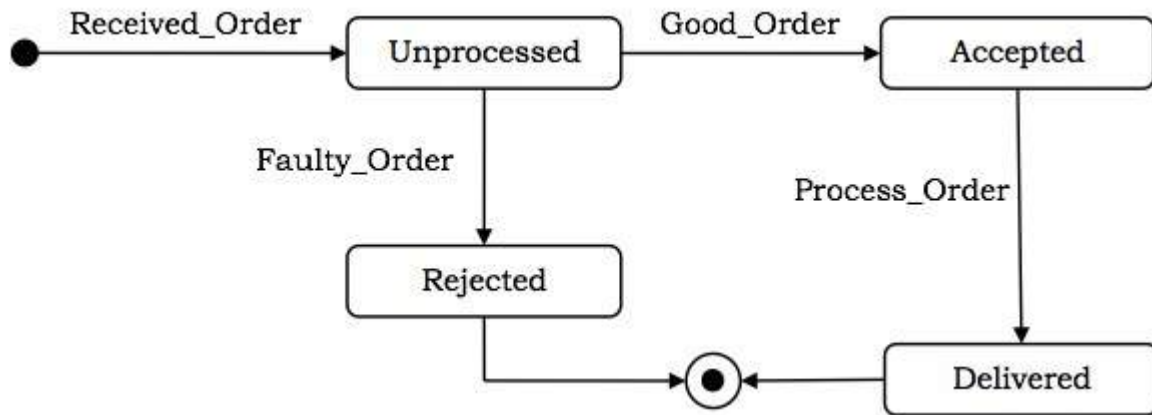 Received_Order
Unprocessed
Good_Order
Accepted
Faulty_Order
Process_Order
Rejected
Delivered